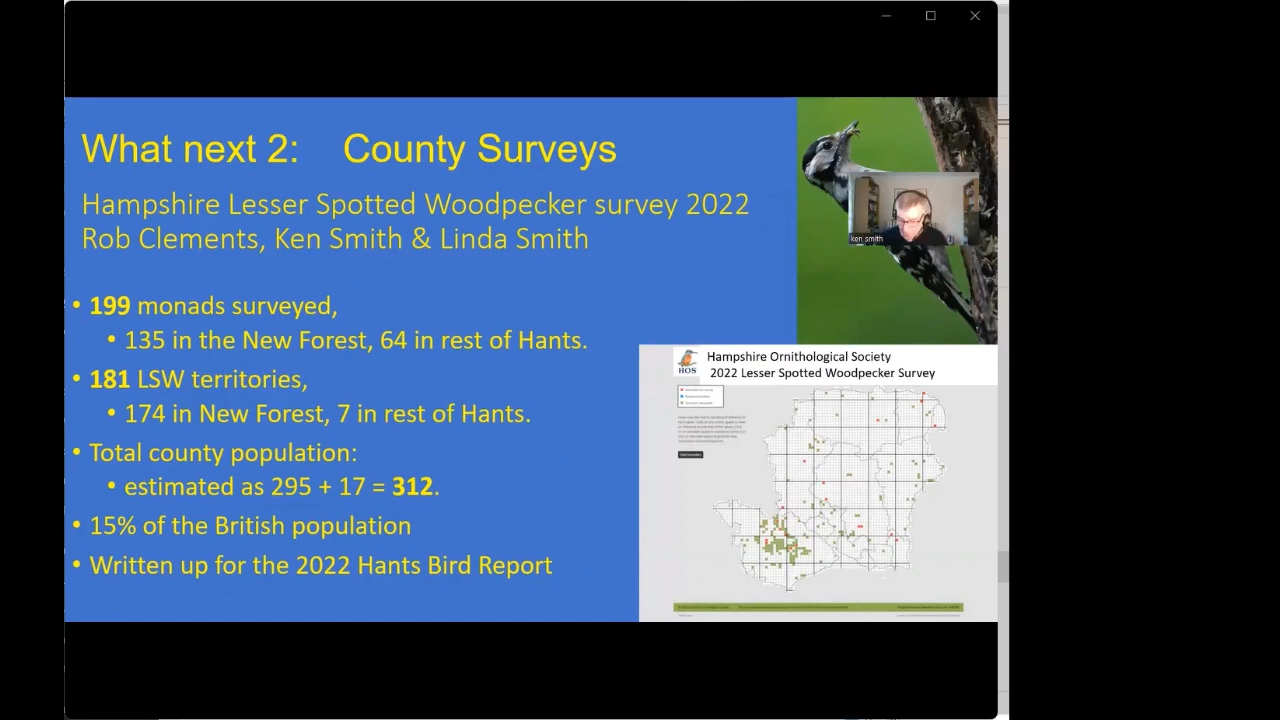 What next 2: County Surveys
Hampshire Lesser Spotted Woodpecker survey 2022
Rob Clements, Ken Smith & Linda Smith
ken smith
• 199 monads surveyed,
• 135 in the New Forest, 64 in rest of Hants.
• 181 LSW territories,
• 174 in New Forest, 7 in rest of Hants.
• Total county population:
• estimated as 295 + 17 = 312.
• 15% of the British population
• Written up for the 2022 Hants Bird Report
HOS
Hampshire Ornithological Society
2022 Lesser Spotted Woodpecker Survey